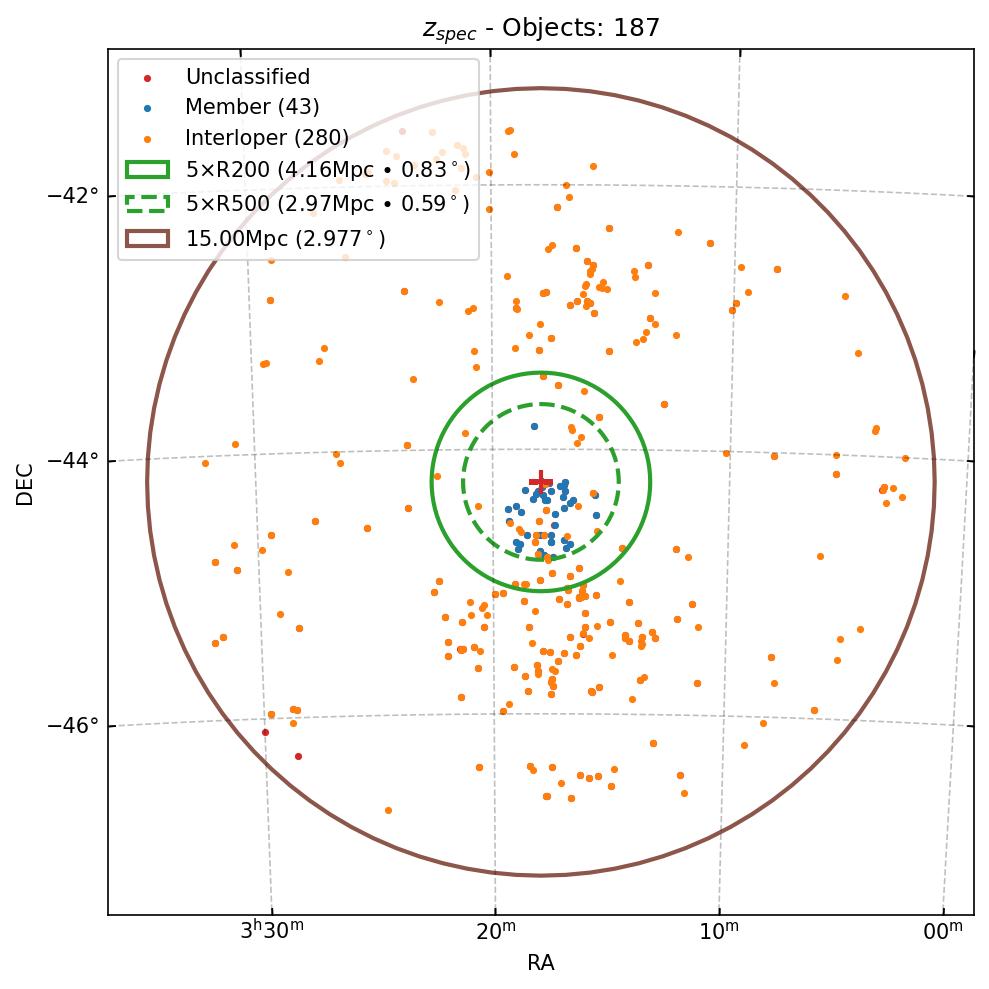 z_spec - Objects: 187
Unclassified
Member (43)
Interloper (280)
5×R200 (4.16Mpc • 0.83°)
5×R500 (2.97Mpc • 0.59°)
15.00Mpc (2.977°)
−42°
−44°
−46°
DEC
3h30m 20m 10m 00m
RA